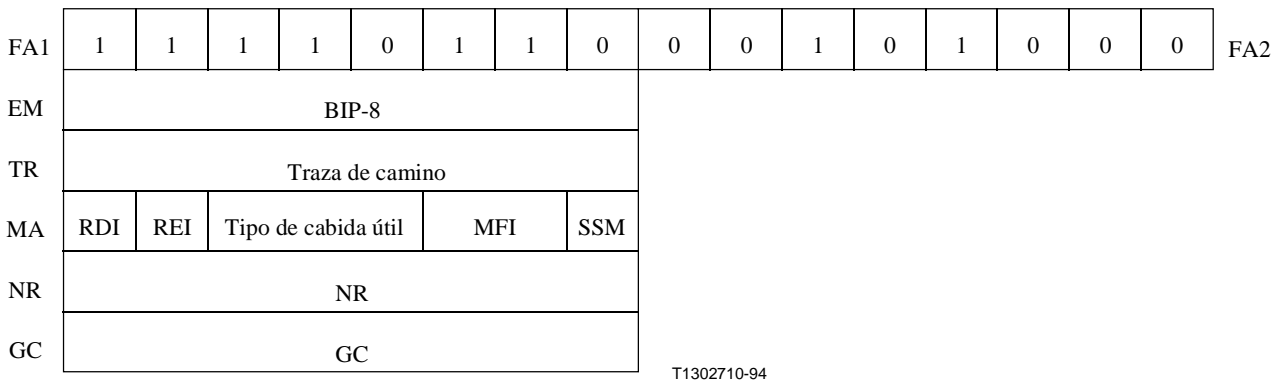 FA1 1 1 1 1 0 1 1 0 0 0 1 0 1 0 0 0 FA2
EM BIP-8
TR Traza de camino
MA RDI REI Tipo de cabida útil MFI SSM
NR NR
GC GC
T1302710-94